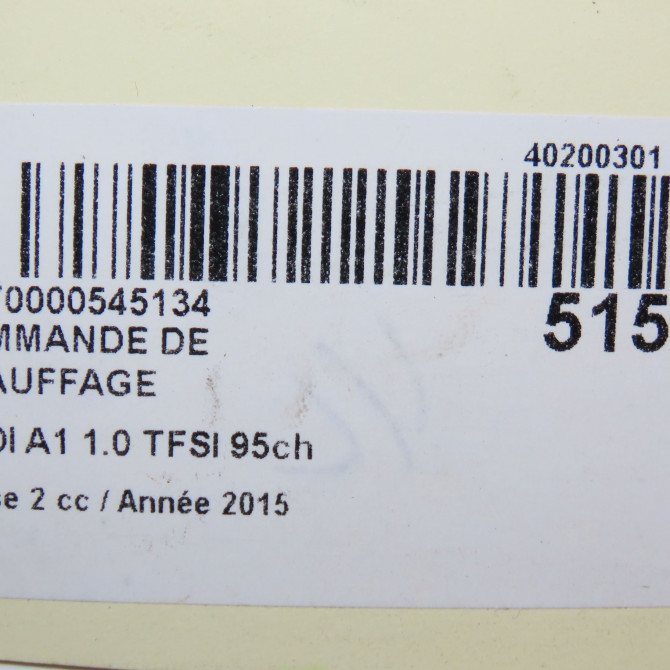 40200301
T0000545134
515
MMANDE DE
AUFFAGE
DI A1 1.0 TFSI 95ch
se 2 cc / Année 2015